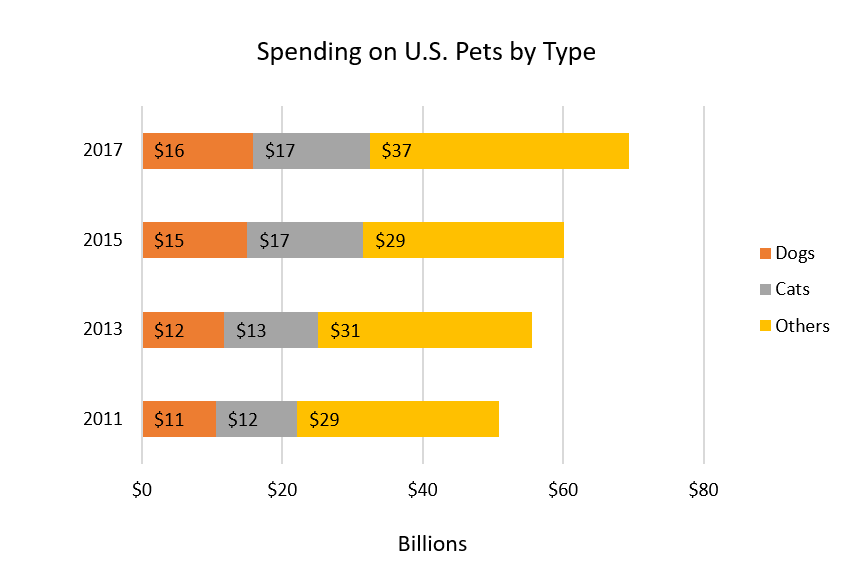 Spending on U.S. Pets by Type
2017 $16 $17 $37
2015 $15 $17 $29
2013 $12 $13 $31
2011 $11 $12 $29
$0 $20 $40 $60 $80
Billions
Dogs
Cats
Others